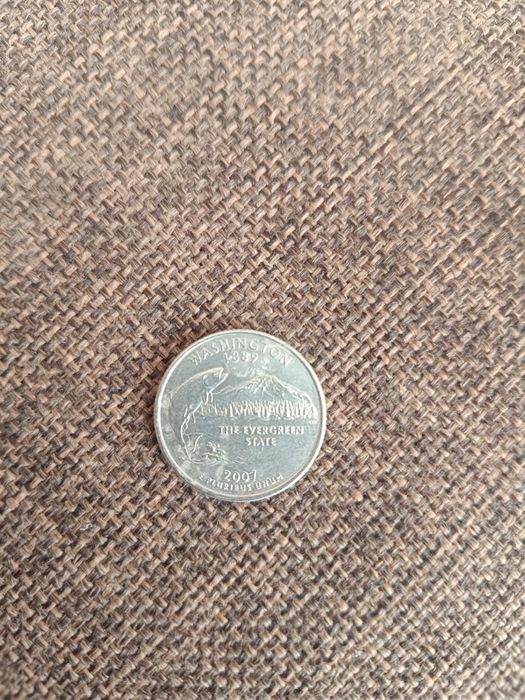 WASHINGTON
1889
THE EVERGREEN
STATE
2007
E PLURIBUS UNUM